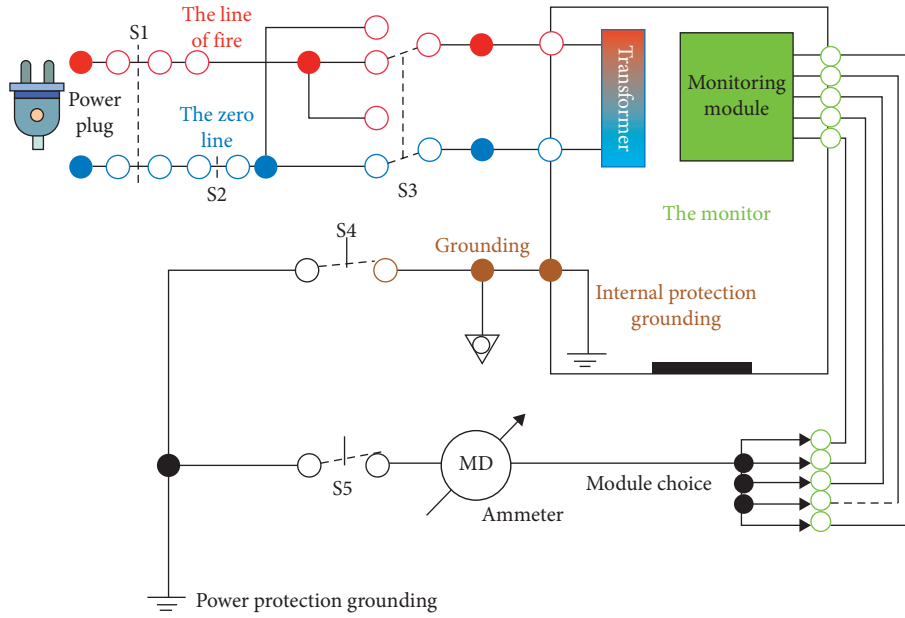 S1
The line
of fire
Power
plug
The zero
line
S2
S3
Transformer
Monitoring
module
The monitor
S4
Grounding
Internal protection
grounding
S5
MD
Ammeter
Module choice
Power protection grounding